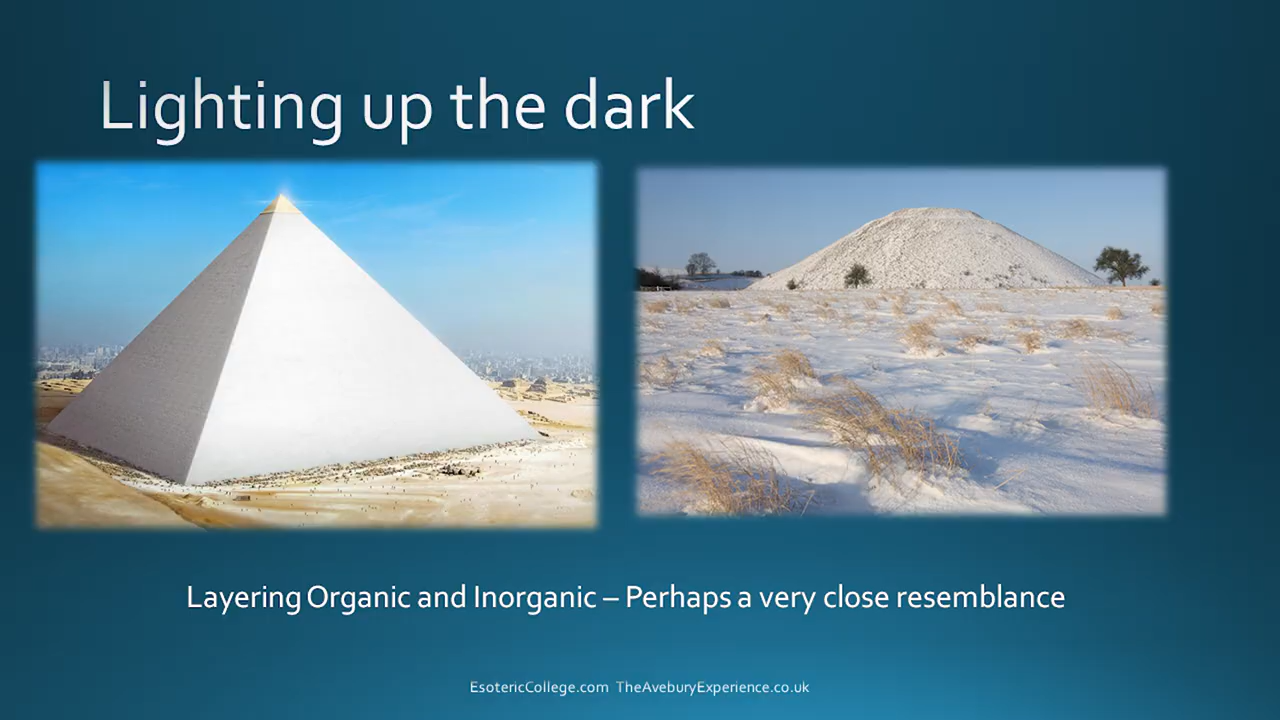 Lighting up the dark
Layering Organic and Inorganic – Perhaps a very close resemblance
EsotericCollege.com TheAveburyExperience.co.uk